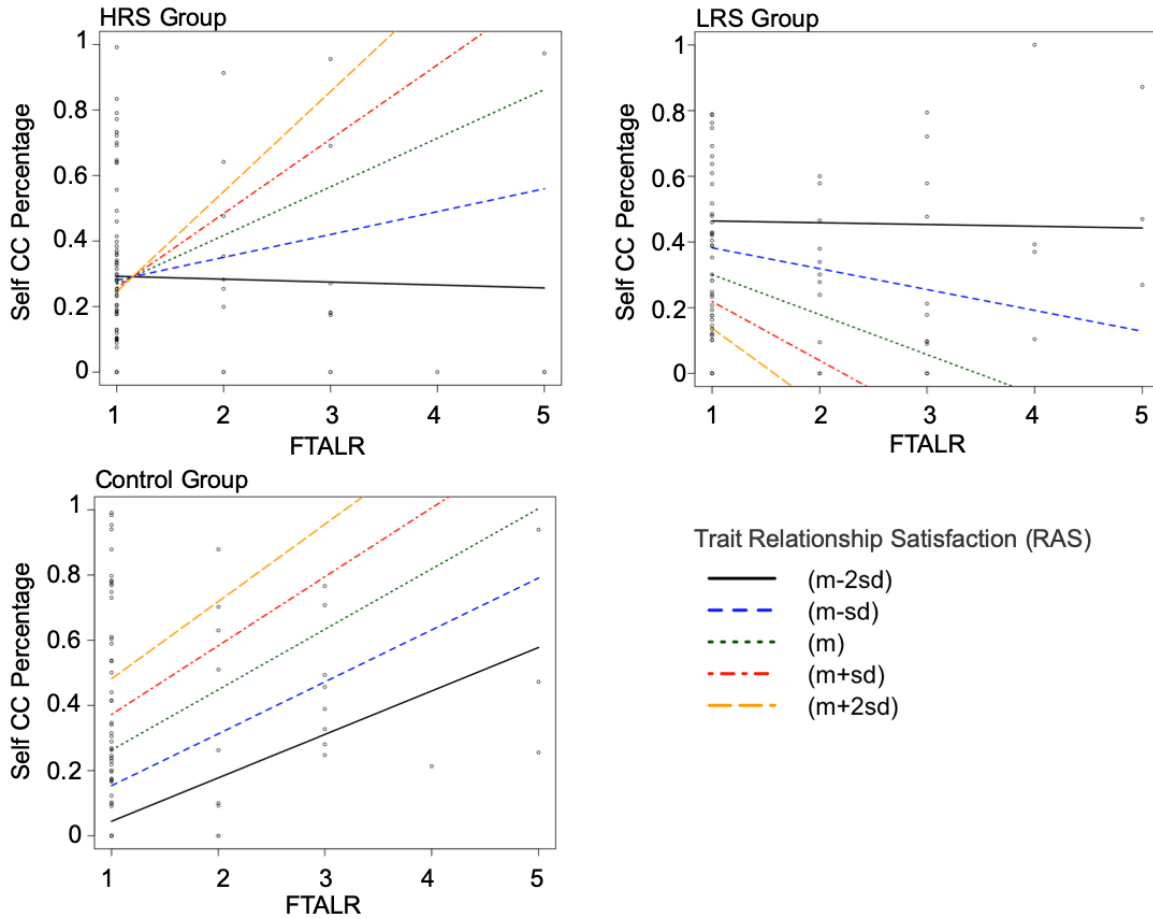 HRS Group
1
0.8
0.6
0.4
0.2
0
Self CC Percentage
1 2 3 4 5
FTALR
LRS Group
1
0.8
0.6
0.4
0.2
0
Self CC Percentage
1 2 3 4 5
FTALR
Control Group
1
0.8
0.6
0.4
0.2
0
Self CC Percentage
1 2 3 4 5
FTALR
Trait Relationship Satisfaction (RAS)
(m-2sd)
(m-sd)
(m)
(m+sd)
(m+2sd)